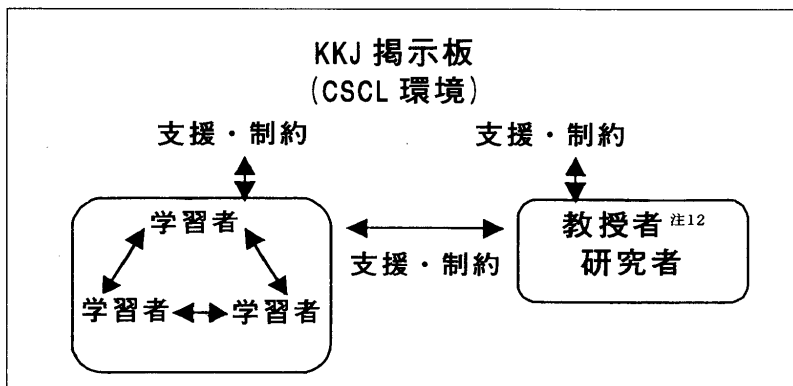 KKJ 掲示板
(CSCL 環境)
支援・制約 支援・制約
学習者
学習者 学習者
支援・制約
教授者 注12
研究者